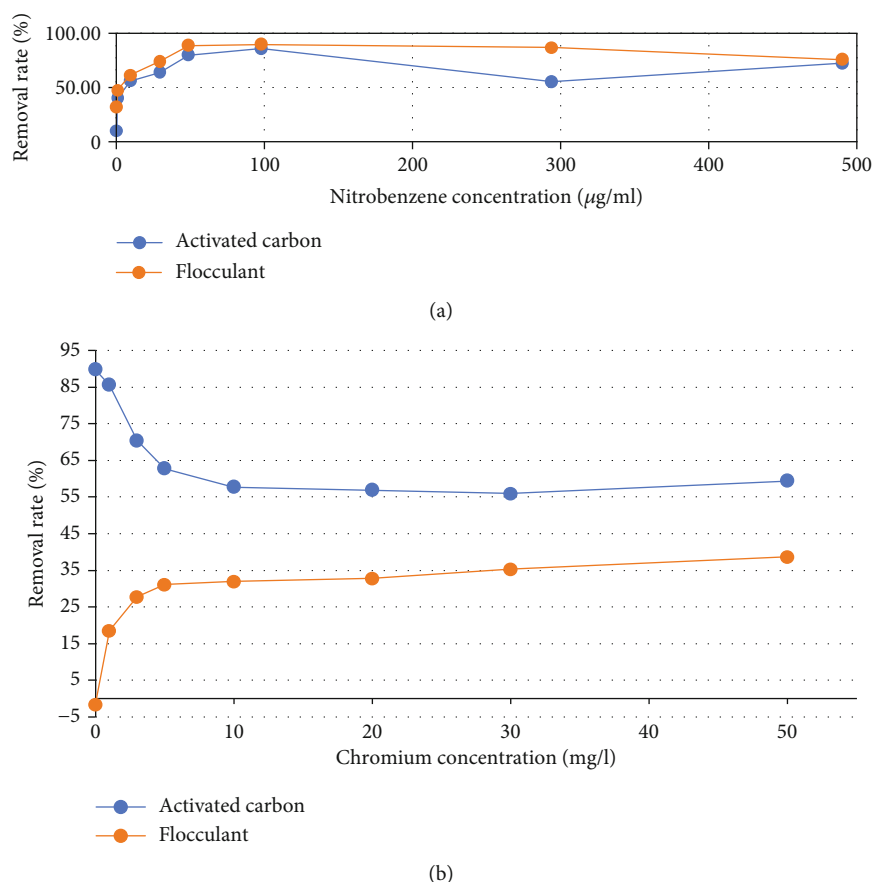 Removal rate (%)
100.00
50.00
0
0 100 200 300 400 500
Nitrobenzene concentration (μg/ml)
Activated carbon
Flocculant
(a)
Removal rate (%)
95
85
75
65
55
45
35
25
15
5
−5
0 10 20 30 40 50
Chromium concentration (mg/l)
Activated carbon
Flocculant
(b)